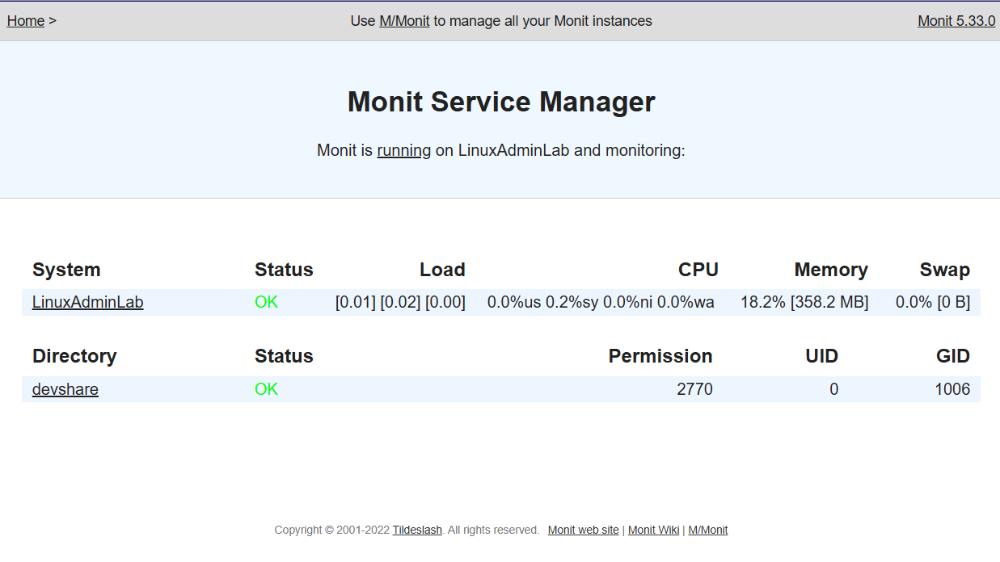 Home > Use M/Monit to manage all your Monit instances Monit 5.33.0
Monit Service Manager
Monit is running on LinuxAdminLab and monitoring:
System Status Load CPU Memory Swap
LinuxAdminLab OK [0.01] [0.02] [0.00] 0.0%us 0.2%sy 0.0%ni 0.0%wa 18.2% [358.2 MB] 0.0% [0 B]
Directory Status Permission UID GID
devshare OK 2770 0 1006
Copyright © 2001-2022 Tildeslash. All rights reserved. Monit web site | Monit Wiki | M/Monit